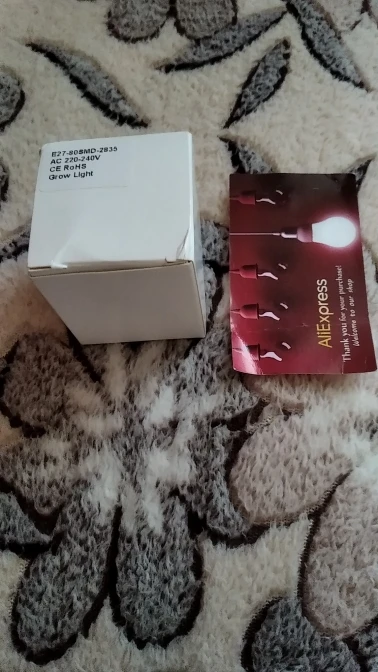 E27-80SMD-2835
AC 220-240V
CE RoHS
Grow Light
AliExpress
Thank you for your purchase!
Welcome to our shop